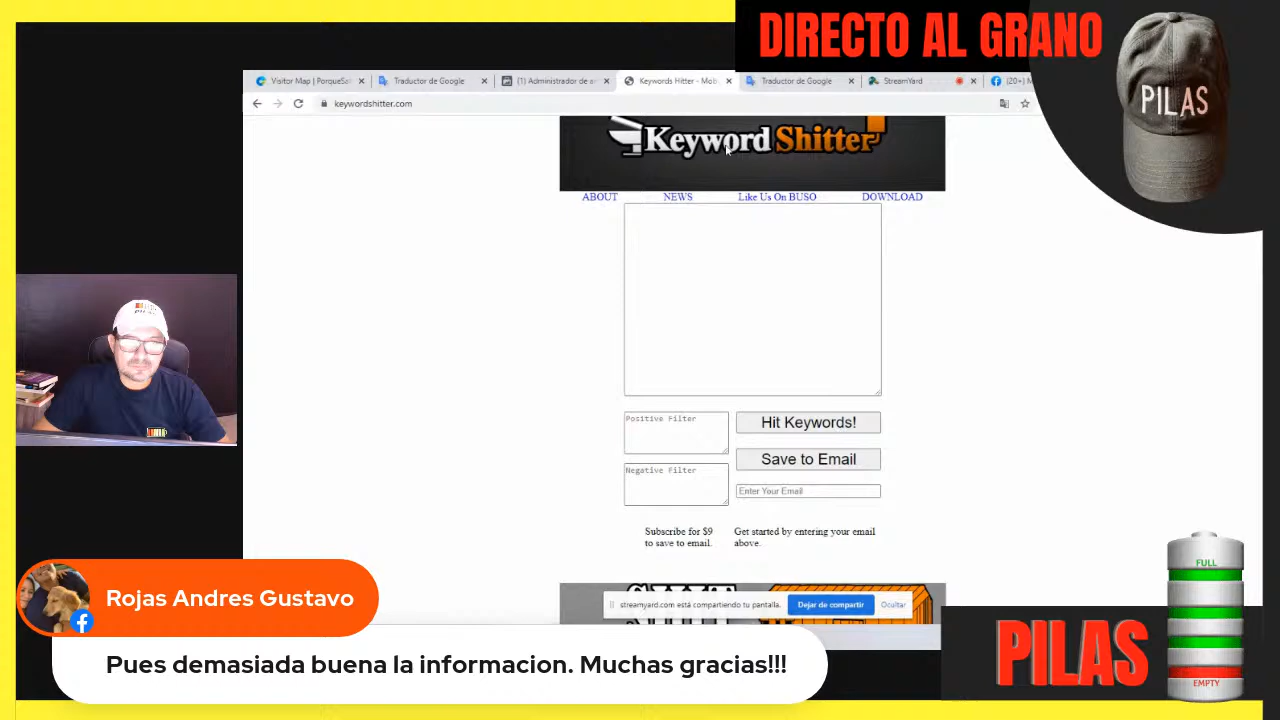 DIRECTO AL GRANO
PILAS
Visitor Map | PorqueSa
Traductor de Google
(1) Administrador de an
Keywords Hitter - Mob
Traductor de Google
StreamYard
(20+) M
keywordshitter.com
Keyword Shitter
ABOUT NEWS Like Us On BUSO DOWNLOAD
Positive Filter
Hit Keywords!
Save to Email
Negative Filter
Enter Your Email
Subscribe for $9
to save to email.
Get started by entering your email
above.
streamyard.com está compartiendo tu pantalla.
Dejar de compartir
Ocultar
Rojas Andres Gustavo
Pues demasiada buena la informacion. Muchas gracias!!!
PILAS
FULL
EMPTY